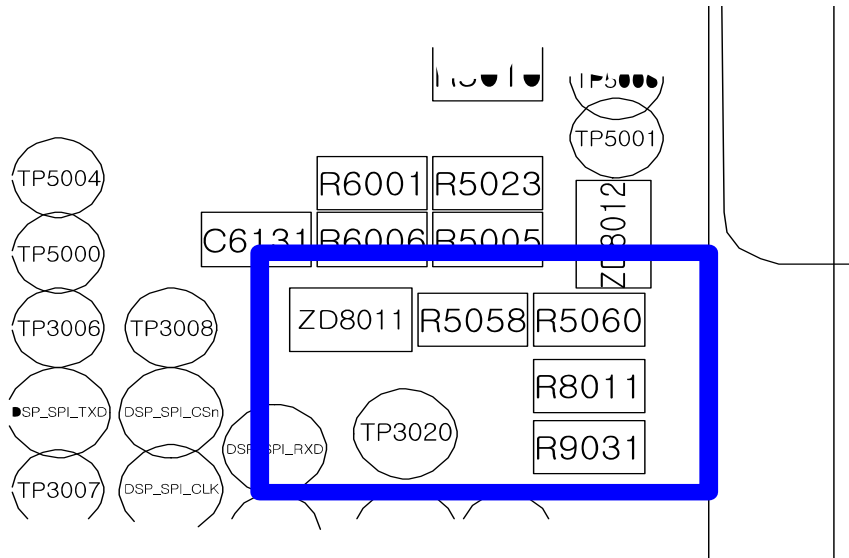 TP5001
TP5004
R6001 R5023
ZD8012
C6131 R6006 R5005
TP5000
ZD8011 R5058 R5060
TP3006 TP3008
R8011
DSP_SPI_CSn
TP3020
R9031
DSP_SPI_RXD
TP3007 DSP_SPI_CLK